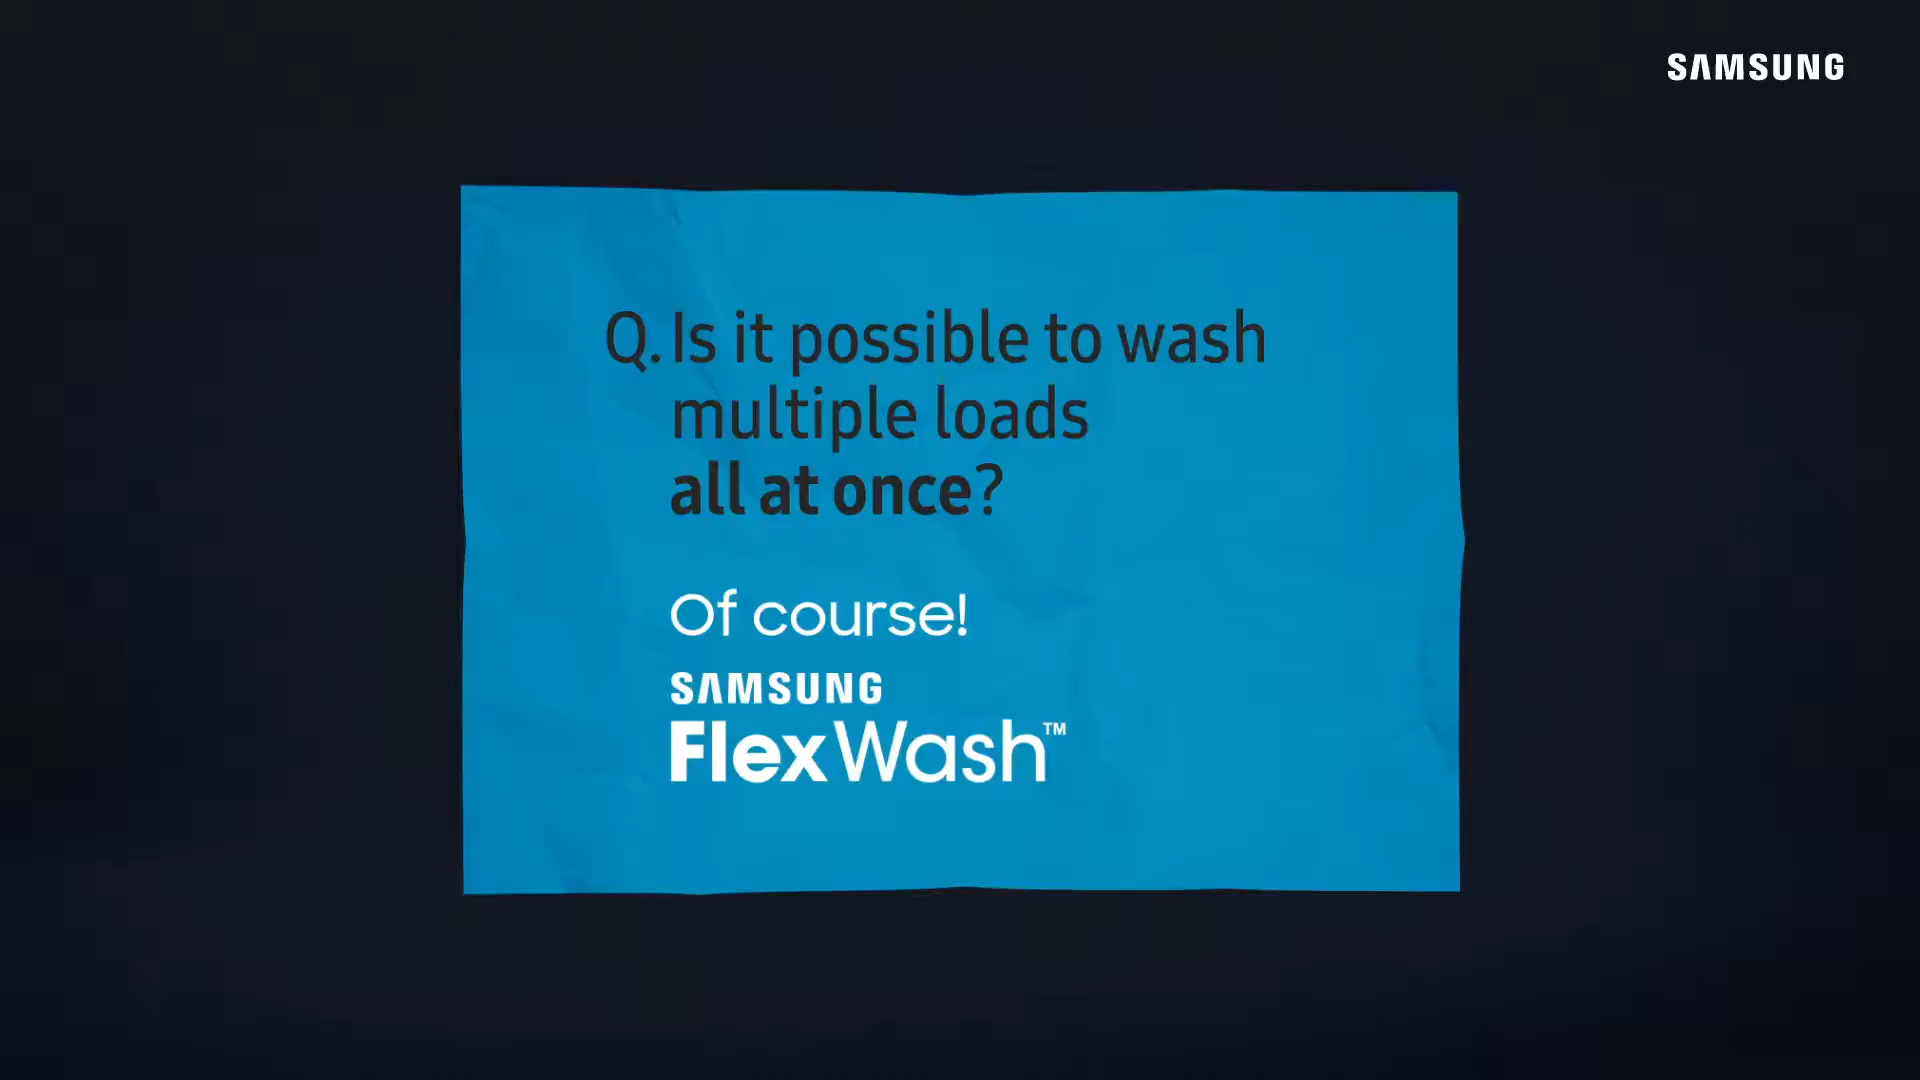 SAMSUNG
Q. Is it possible to wash
multiple loads
all at once?
Of course!
SAMSUNG
FlexWash™